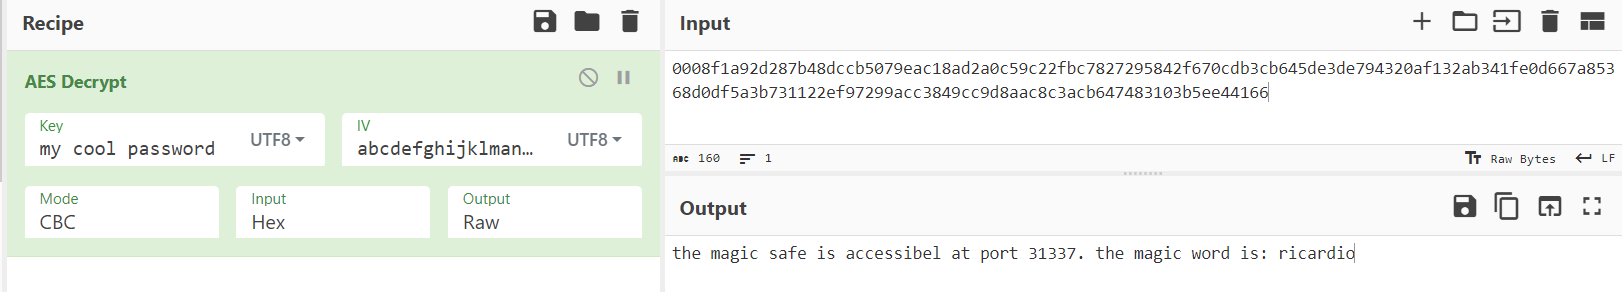 Recipe
AES Decrypt
Key
my cool password
UTF8
IV
abcdefghijklman...
UTF8
Mode
CBC
Input
Hex
Output
Raw
Input
0008f1a92d287b48dccb5079eac18ad2a0c59c22fbc7827295842f670cdb3cb645de3de794320af132ab341fe0d667a853
68d0df5a3b731122ef97299acc3849cc9d8aac8c3acb647483103b5ee44166
ABC 160 1 Raw Bytes LF
Output
the magic safe is accessibel at port 31337. the magic word is: ricardio